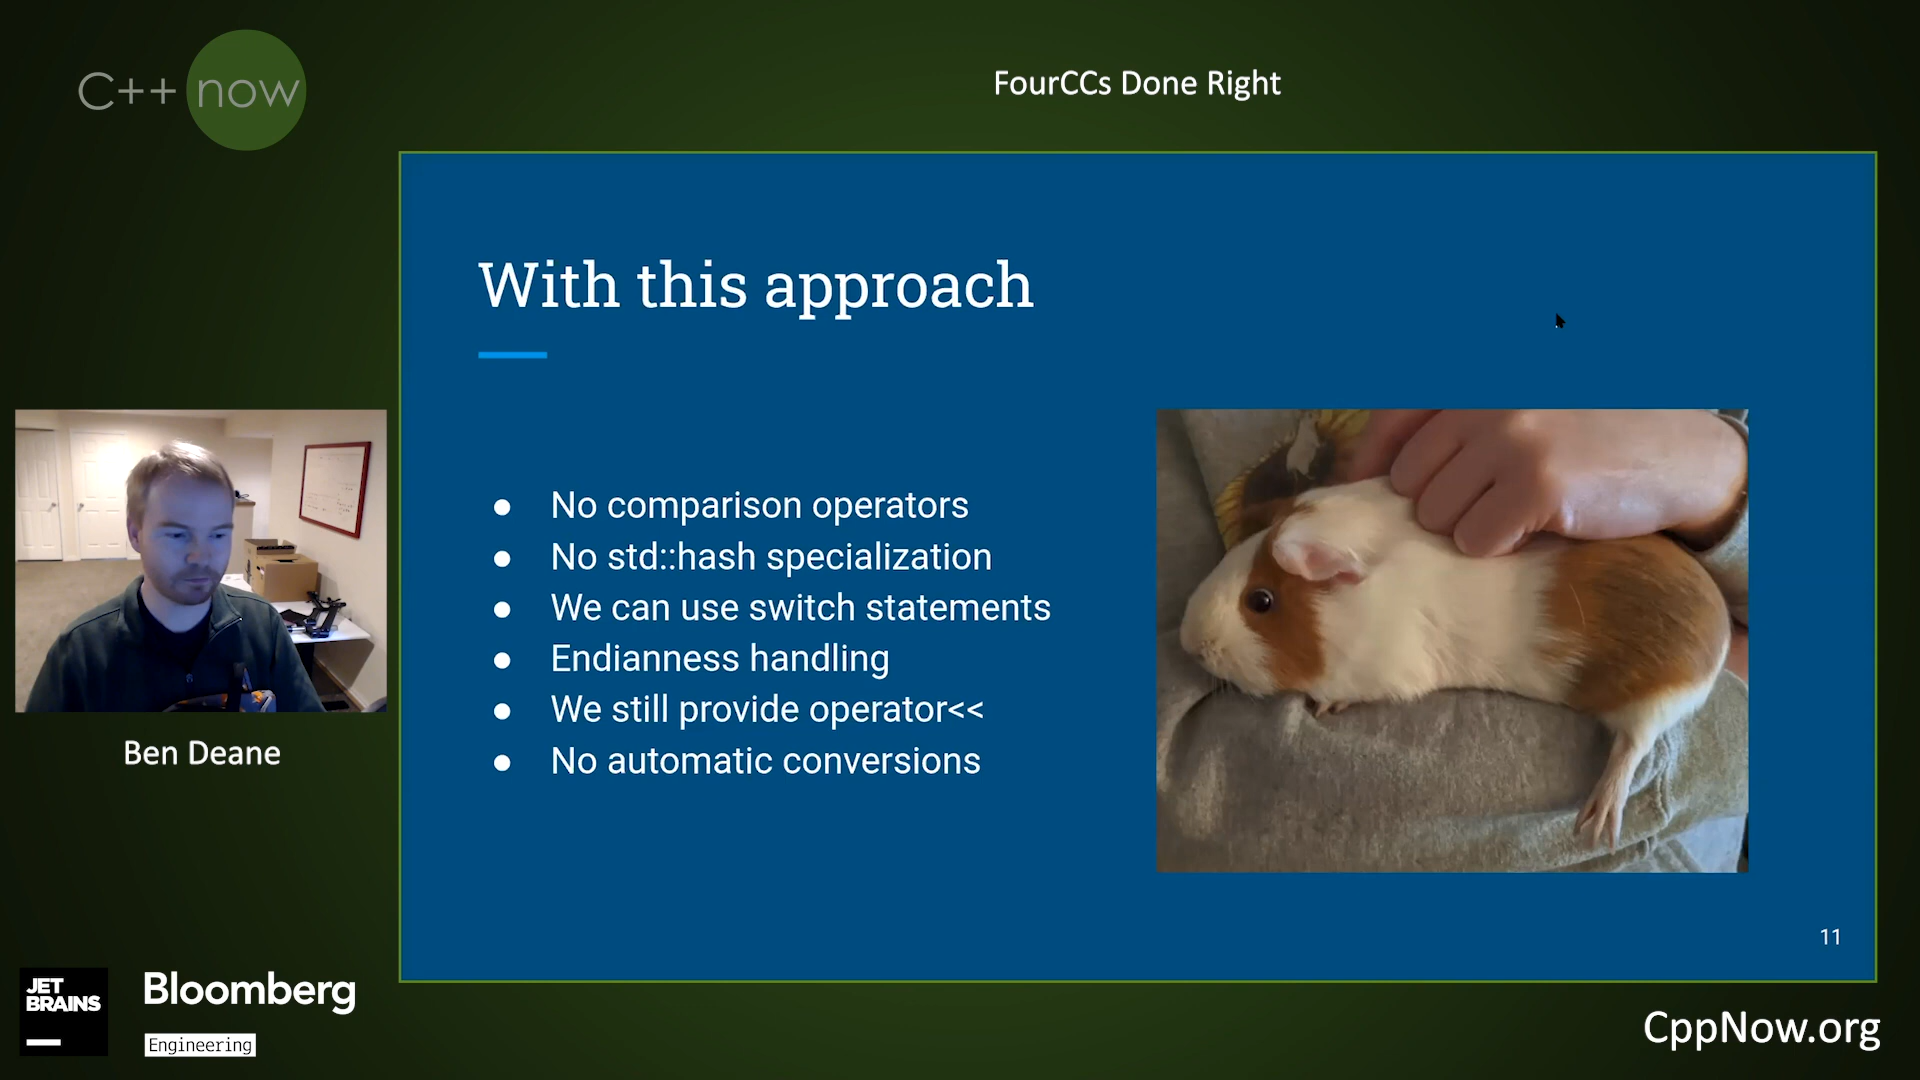 C++ now
FourCCs Done Right
With this approach
● No comparison operators
● No std::hash specialization
● We can use switch statements
● Endianness handling
● We still provide operator<<
● No automatic conversions
11
Ben Deane
JET
BRAINS
Bloomberg
Engineering
CppNow.org